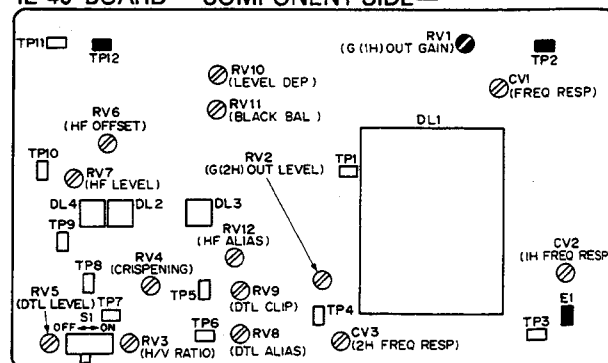 BOARD COMPONENT SIDE
TP11
TP12
RV10
(LEVEL DEP)
RV1
(G(1H)OUT GAIN)
TP2
CV1
(FREQ RESP)
RV11
(BLACK BAL )
RV6
(HF OFFSET)
DL1
RV2
(G(2H)OUT LEVEL)
TP1
TP10
RV7
(HF LEVEL)
DL4
DL2
DL3
TP9
RV12
(HF ALIAS)
CV2
(1H FREQ RESP)
RV4
(CRISPENING)
TP8
RV5
(DTL LEVEL)
TP5
RV9
(DTL CLIP)
E1
TP7
S1
OFF ↔ ON
TP4
TP6
RV8
(DTL ALIAS)
RV3
(H/V RATIO)
CV3
(2H FREQ RESP)
TP3